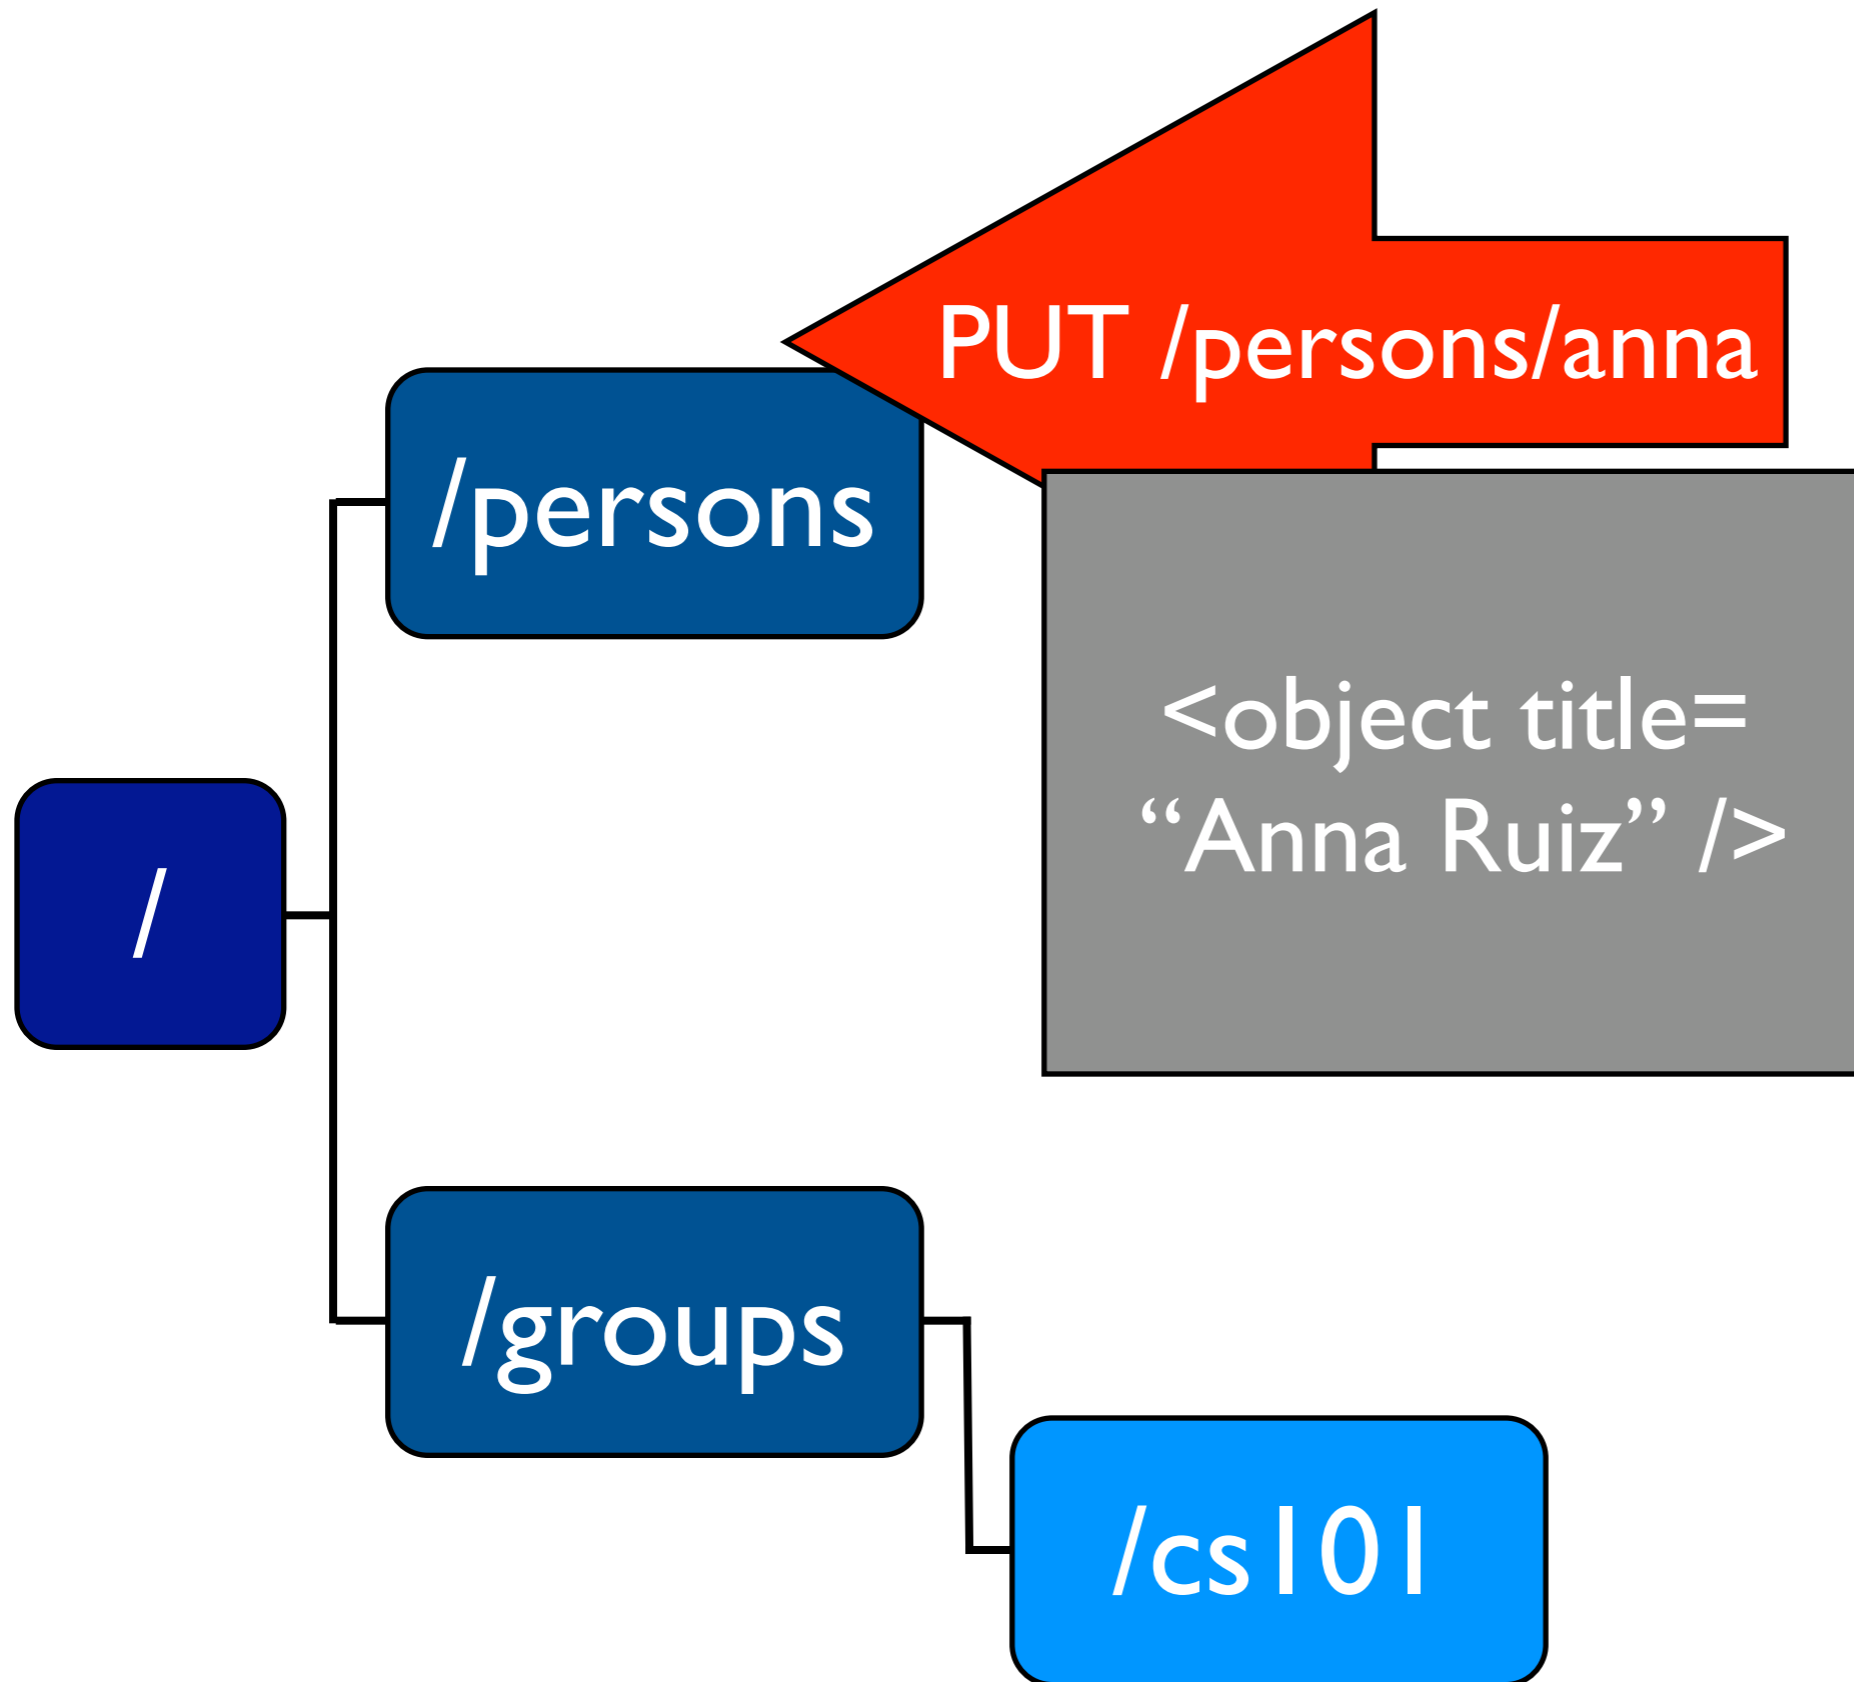 PUT /persons/anna
/persons
<object title=
“Anna Ruiz” />
/
/groups
/cs101